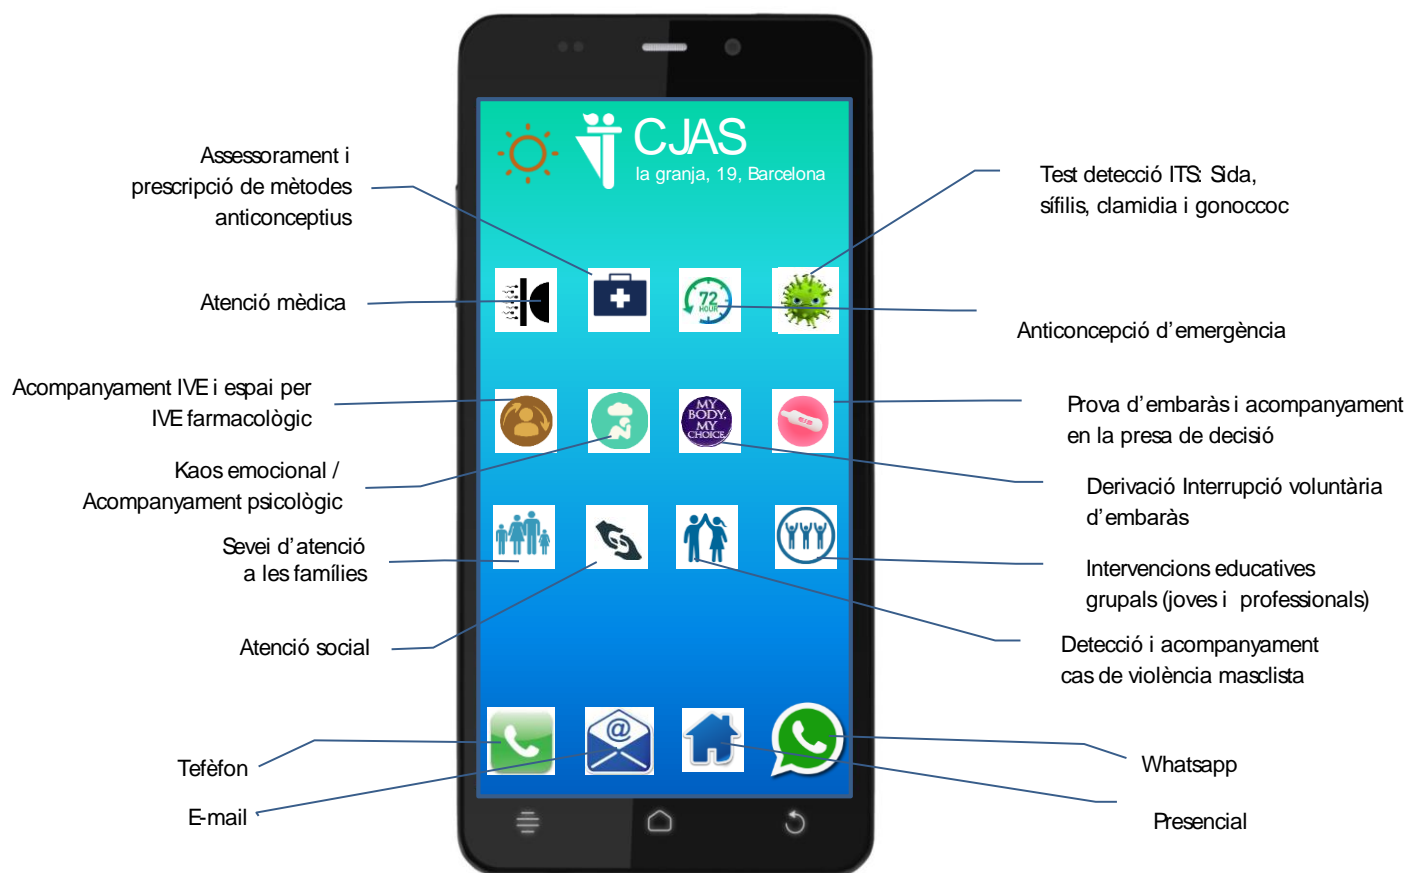 CJAS
la granja, 19, Barcelona
Assessorament i
prescripció de mètodes
anticonceptius
Atenció mèdica
Acompanyament IVE i espai per
IVE farmacològic
Kaos emocional /
Acompanyament psicològic
Sevei d'atenció
a les famílies
Atenció social
Tefèfon
E-mail
72
HOUR
MY
BODY.
MY
CHOICE
@
Test detecció ITS: Sida,
sífilis, clamidia i gonoccoc
Anticoncepció d'emergència
Prova d'embaràs i acompanyament
en la presa de decisió
Derivació Interrupció voluntària
d'embaràs
Intervencions educatives
grupals (joves i professionals)
Detecció i acompanyament
cas de violència masclista
Whatsapp
Presencial